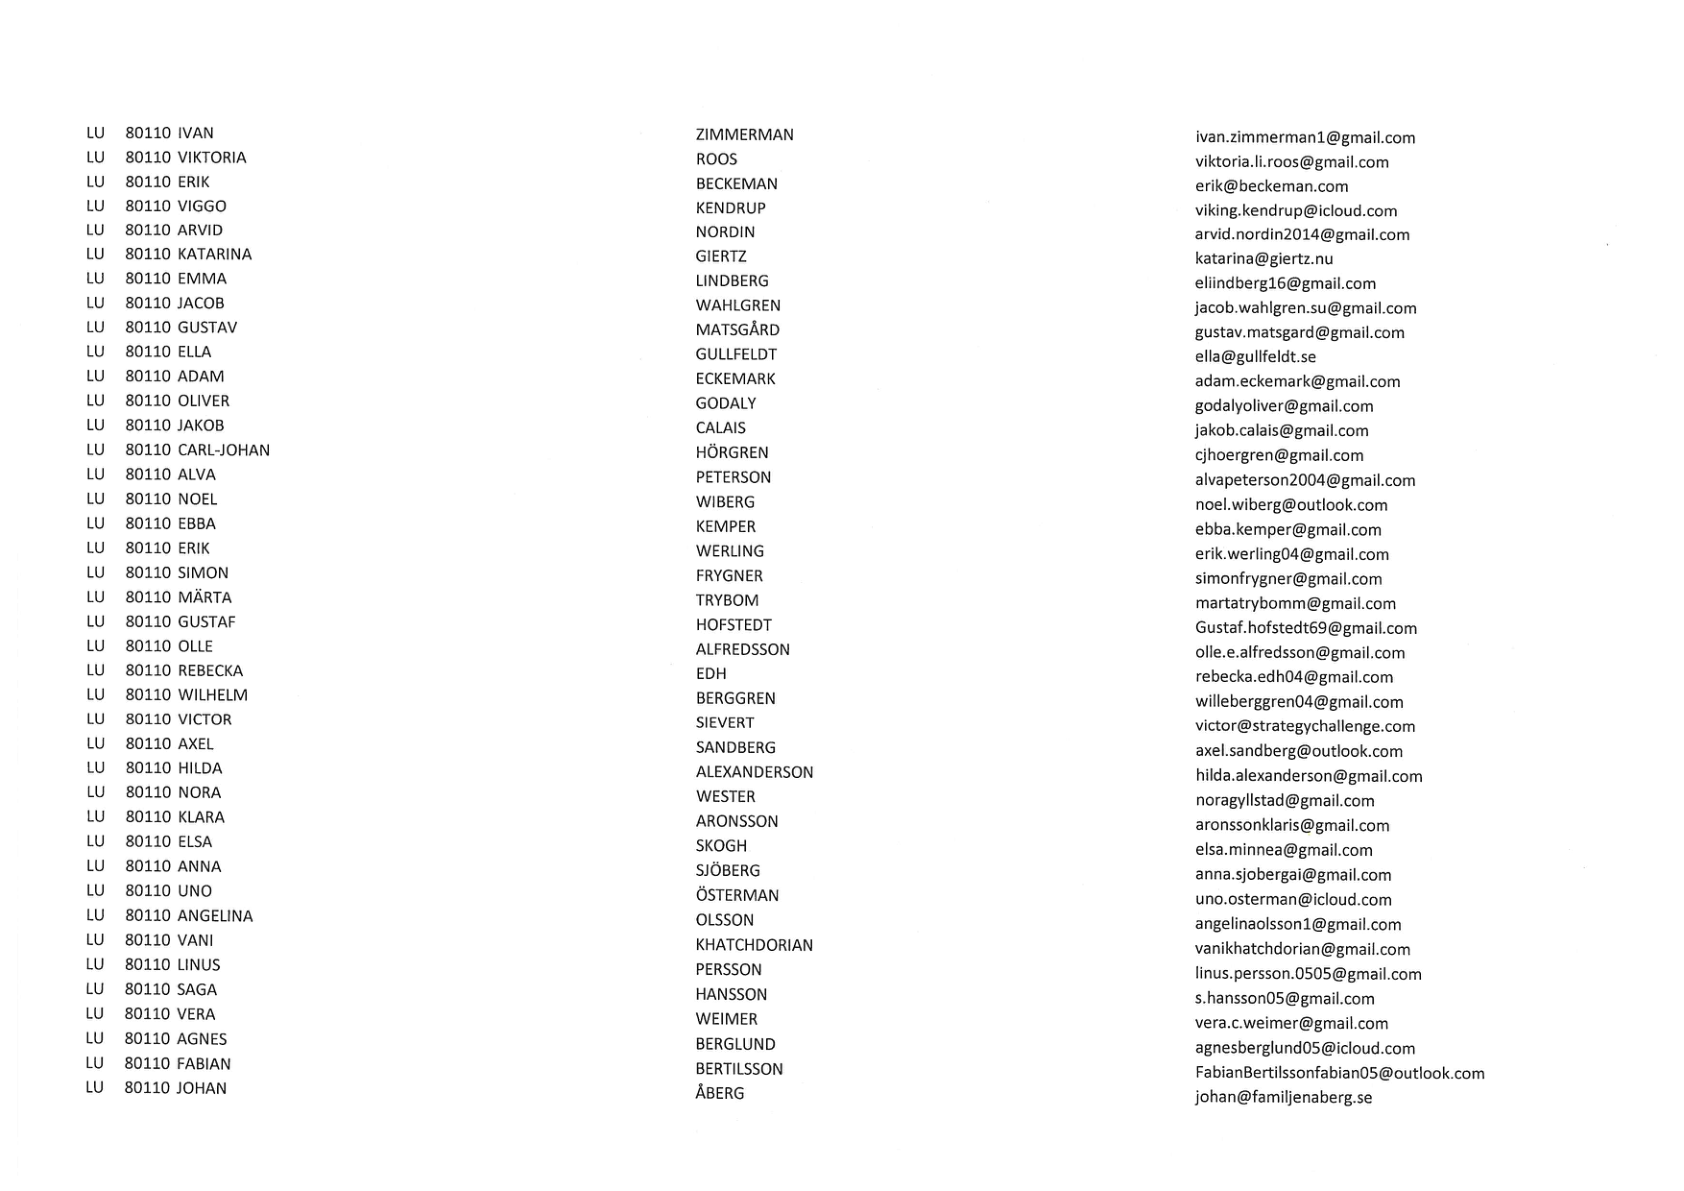 LU 80110 IVAN ZIMMERMAN ivan.zimmerman1@gmail.com
LU 80110 VIKTORIA ROOS viktoria.li.roos@gmail.com
LU 80110 ERIK BECKEMAN erik@beckeman.com
LU 80110 VIGGO KENDRUP viking.kendrup@icloud.com
LU 80110 ARVID NORDIN arvid.nordin2014@gmail.com
LU 80110 KATARINA GIERTZ katarina@giertz.nu
LU 80110 EMMA LINDBERG eliindberg16@gmail.com
LU 80110 JACOB WAHLGREN jacob.wahlgren.su@gmail.com
LU 80110 GUSTAV MATSGÅRD gustav.matsgard@gmail.com
LU 80110 ELLA GULLFELDT ella@gullfeldt.se
LU 80110 ADAM ECKEMARK adam.eckemark@gmail.com
LU 80110 OLIVER GODALY godalyoliver@gmail.com
LU 80110 JAKOB CALAIS jakob.calais@gmail.com
LU 80110 CARL-JOHAN HÖRGREN cjhoergren@gmail.com
LU 80110 ALVA PETERSON alvapeterson2004@gmail.com
LU 80110 NOEL WIBERG noel.wiberg@outlook.com
LU 80110 EBBA KEMPER ebba.kemper@gmail.com
LU 80110 ERIK WERLING erik.werling04@gmail.com
LU 80110 SIMON FRYGNER simonfrygner@gmail.com
LU 80110 MÄRTA TRYBOM martatrybomm@gmail.com
LU 80110 GUSTAF HOFSTEDT Gustaf.hofstedt69@gmail.com
LU 80110 OLLE ALFREDSSON olle.e.alfredsson@gmail.com
LU 80110 REBECKA EDH rebecka.edh04@gmail.com
LU 80110 WILHELM BERGGREN willeberggren04@gmail.com
LU 80110 VICTOR SIEVERT victor@strategychallenge.com
LU 80110 AXEL SANDBERG axel.sandberg@outlook.com
LU 80110 HILDA ALEXANDERSON hilda.alexanderson@gmail.com
LU 80110 NORA WESTER noragyllstad@gmail.com
LU 80110 KLARA ARONSSON aronssonklaris@gmail.com
LU 80110 ELSA SKOGH elsa.minnea@gmail.com
LU 80110 ANNA SJÖBERG anna.sjobergai@gmail.com
LU 80110 UNO ÖSTERMAN uno.osterman@icloud.com
LU 80110 ANGELINA OLSSON angelinaolsson1@gmail.com
LU 80110 VANI KHATCHDORIAN vanikhatchdorian@gmail.com
LU 80110 LINUS PERSSON linus.persson.0505@gmail.com
LU 80110 SAGA HANSSON s.hansson05@gmail.com
LU 80110 VERA WEIMER vera.c.weimer@gmail.com
LU 80110 AGNES BERGLUND agnesberglund05@icloud.com
LU 80110 FABIAN BERTILSSON FabianBertilssonfabian05@outlook.com
LU 80110 JOHAN ÅBERG johan@familjenaberg.se